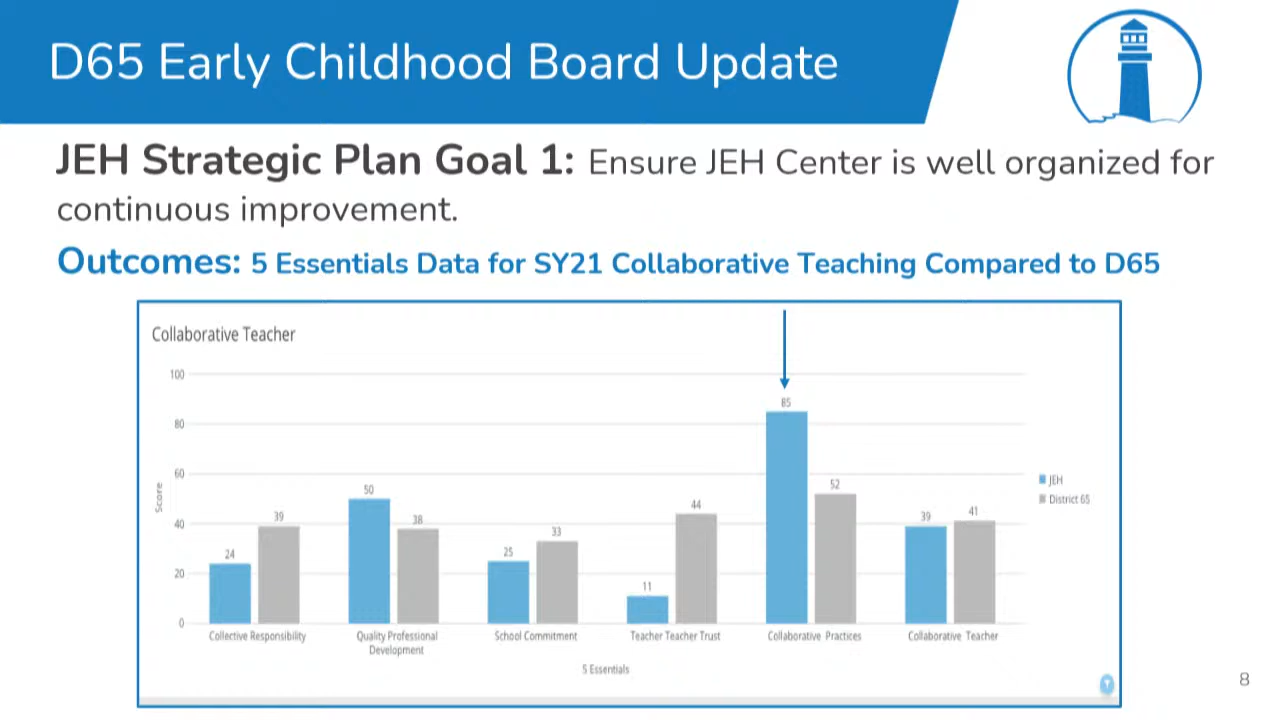 D65 Early Childhood Board Update
JEH Strategic Plan Goal 1: Ensure JEH Center is well organized for
continuous improvement.
Outcomes: 5 Essentials Data for SY21 Collaborative Teaching Compared to D65
Collaborative Teacher
100
80
60
40
20
0
Score
24
39
50
38
25
33
11
44
85
52
39
41
Collective Responsibility
Quality Professional
Development
School Commitment
Teacher Teacher Trust
Collaborative Practices
Collaborative Teacher
5 Essentials
JEH
District 65
8